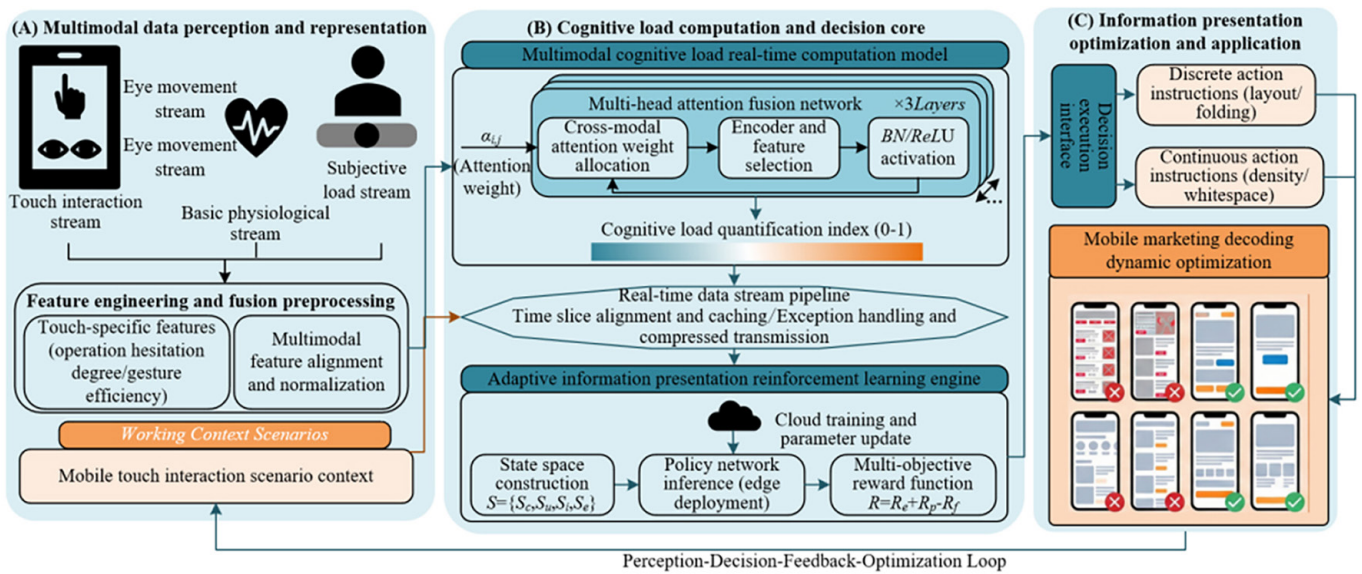 (A) Multimodal data perception and representation
Eye movement
stream
Eye movement
stream
Touch interaction
stream
Basic physiological
stream
Subjective
load stream
Feature engineering and fusion preprocessing
Touch-specific features
(operation hesitation
degree/gesture
efficiency)
Multimodal
feature alignment
and normalization
Working Context Scenarios
Mobile touch interaction scenario context
(B) Cognitive load computation and decision core
Multimodal cognitive load real-time computation model
Multi-head attention fusion network
×3Layers
αi,j
(Attention
weight)
Cross-modal
attention weight
allocation
Encoder and
feature
selection
BN/ReLU
activation
...
Cognitive load quantification index (0-1)
Real-time data stream pipeline
Time slice alignment and caching/Exception handling and
compressed transmission
Adaptive information presentation reinforcement learning engine
Cloud training and
parameter update
State space
construction
S={Sc,Su,Si,Se}
Policy network
inference (edge
deployment)
Multi-objective
reward function
R=Re+Rp-Rf
(C) Information presentation
optimization and application
Decision
execution
interface
Discrete action
instructions (layout/
folding)
Continuous action
instructions (density/
whitespace)
Mobile marketing decoding
dynamic optimization
Perception-Decision-Feedback-Optimization Loop